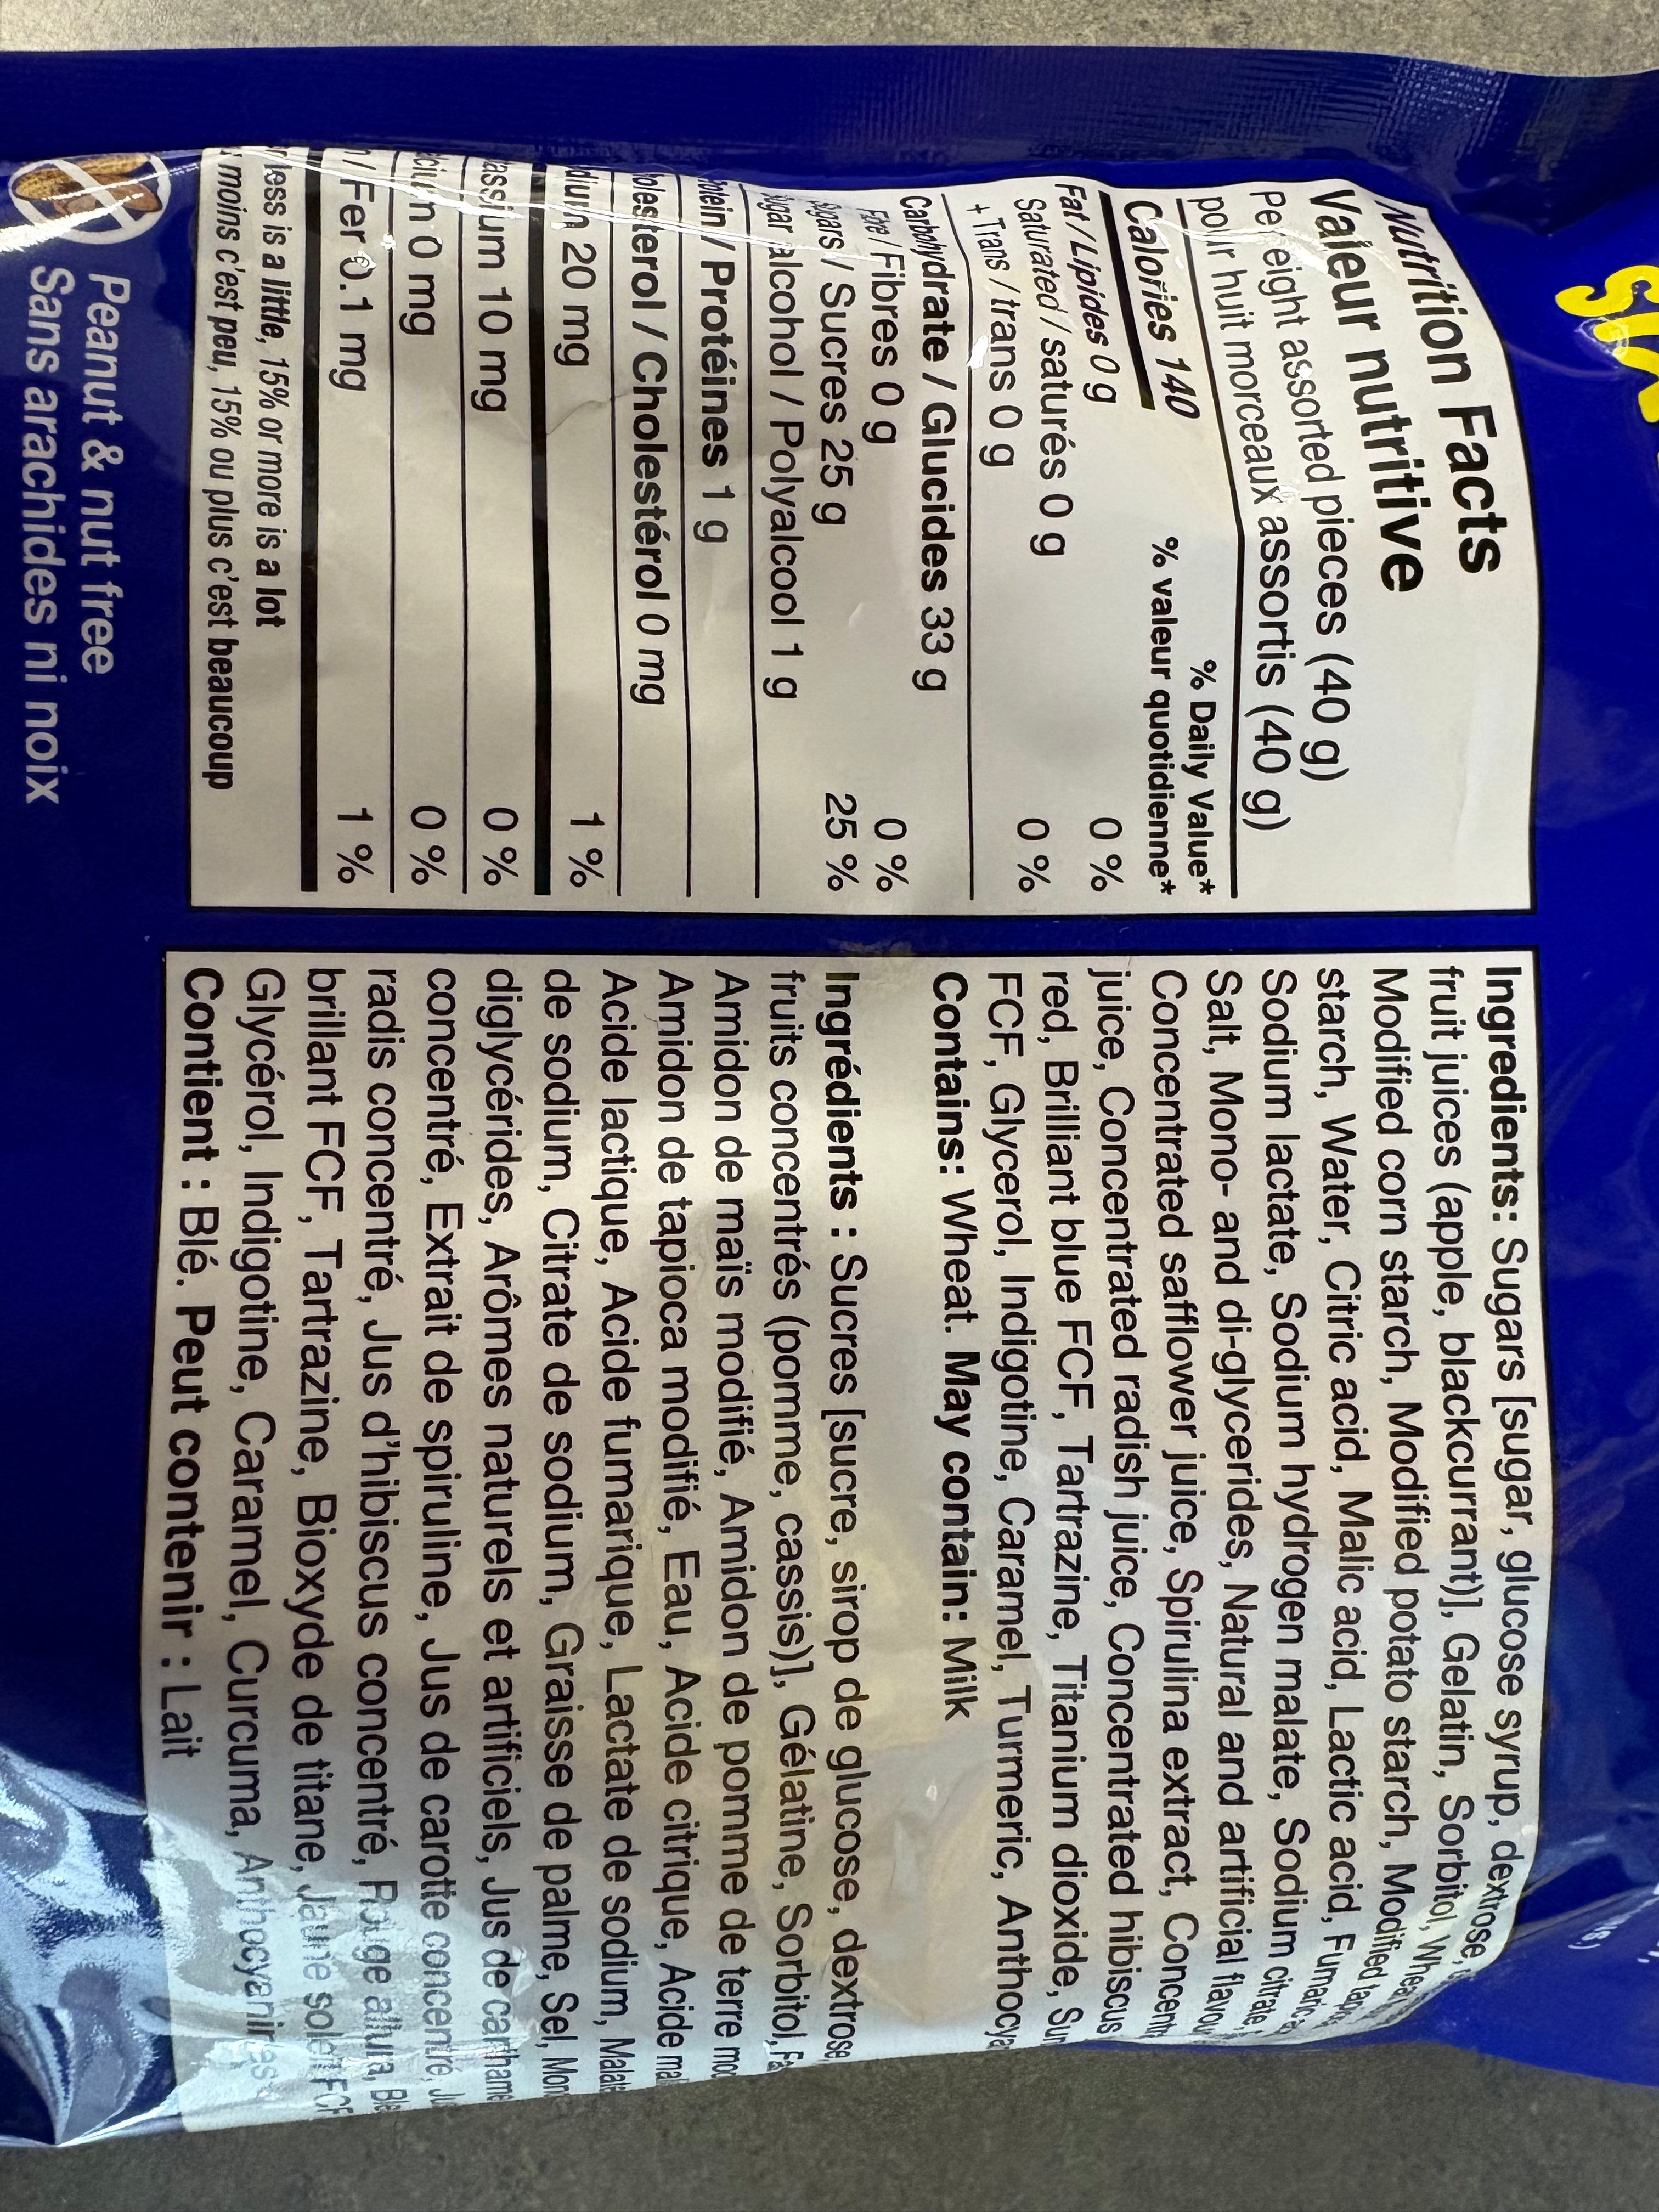 Nutrition Facts
Valeur nutritive
Per eight assorted pieces (40 g)
pour huit morceaux assortis (40 g)
Calories 140
% Daily Value*
% valeur quotidienne*
Fat / Lipides 0 g 0 %
Saturated / saturés 0 g
+ Trans / trans 0 g 0 %
Carbohydrate / Glucides 33 g
Fibre / Fibres 0 g 0 %
Sugars / Sucres 25 g 25 %
Sugar alcohol / Polyalcool 1 g
Protein / Protéines 1 g
Cholesterol / Cholestérol 0 mg
Sodium 20 mg 1 %
Potassium 10 mg 0 %
Calcium 0 mg 0 %
/ Fer 0.1 mg 1 %
less is a little, 15% or more is a lot
moins c'est peu, 15% ou plus c'est beaucoup
Peanut & nut free
Sans arachides ni noix
Ingredients: Sugars [sugar, glucose syrup, dextrose,
fruit juices (apple, blackcurrant)], Gelatin, Sorbitol,
Modified corn starch, Modified potato starch, Modified
starch, Water, Citric acid, Malic acid, Lactic acid, Fumaric
Sodium lactate, Sodium hydrogen malate, Sodium citrate,
Salt, Mono- and di-glycerides, Natural and artificial
Concentrated safflower juice, Spirulina extract,
juice, Concentrated radish juice, Concentrated hibiscus
red, Brilliant blue FCF, Tartrazine, Titanium dioxide,
FCF, Glycerol, Indigotine, Caramel, Turmeric,
Contains: Wheat. May contain: Milk
Ingrédients : Sucres [sucre, sirop de glucose, dextrose,
fruits concentrés (pomme, cassis)], Gélatine, Sorbitol,
Amidon de maïs modifié, Amidon de pomme de terre
Amidon de tapioca modifié, Eau, Acide citrique, Acide
Acide lactique, Acide fumarique, Lactate de sodium,
de sodium, Citrate de sodium, Graisse de palme, Sel,
diglycérides, Arômes naturels et artificiels, Jus de carthame
concentré, Extrait de spiruline, Jus de carotte concentré,
radis concentré, Jus d'hibiscus concentré, Rouge allura,
brillant FCF, Tartrazine, Bioxyde de titane, Jaune soleil FCF
Glycérol, Indigotine, Caramel, Curcuma, Anthocyanines
Contient : Blé. Peut contenir : Lait